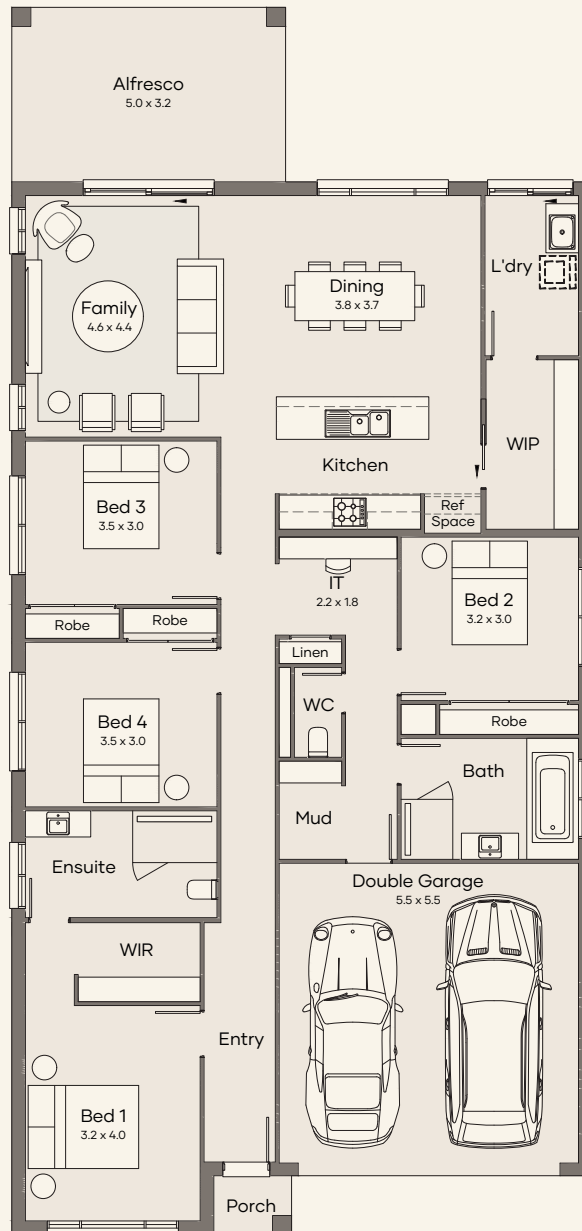 Alfresco
5.0 x 3.2
L'dry
Dining
3.8 x 3.7
Family
4.6 x 4.4
WIP
Kitchen
Bed 3
3.5 x 3.0
Ref
Space
IT
2.2 x 1.8
Bed 2
3.2 x 3.0
Robe
Robe
Linen
WC
Robe
Bed 4
3.5 x 3.0
Bath
Mud
Ensuite
Double Garage
5.5 x 5.5
WIR
Entry
Bed 1
3.2 x 4.0
Porch